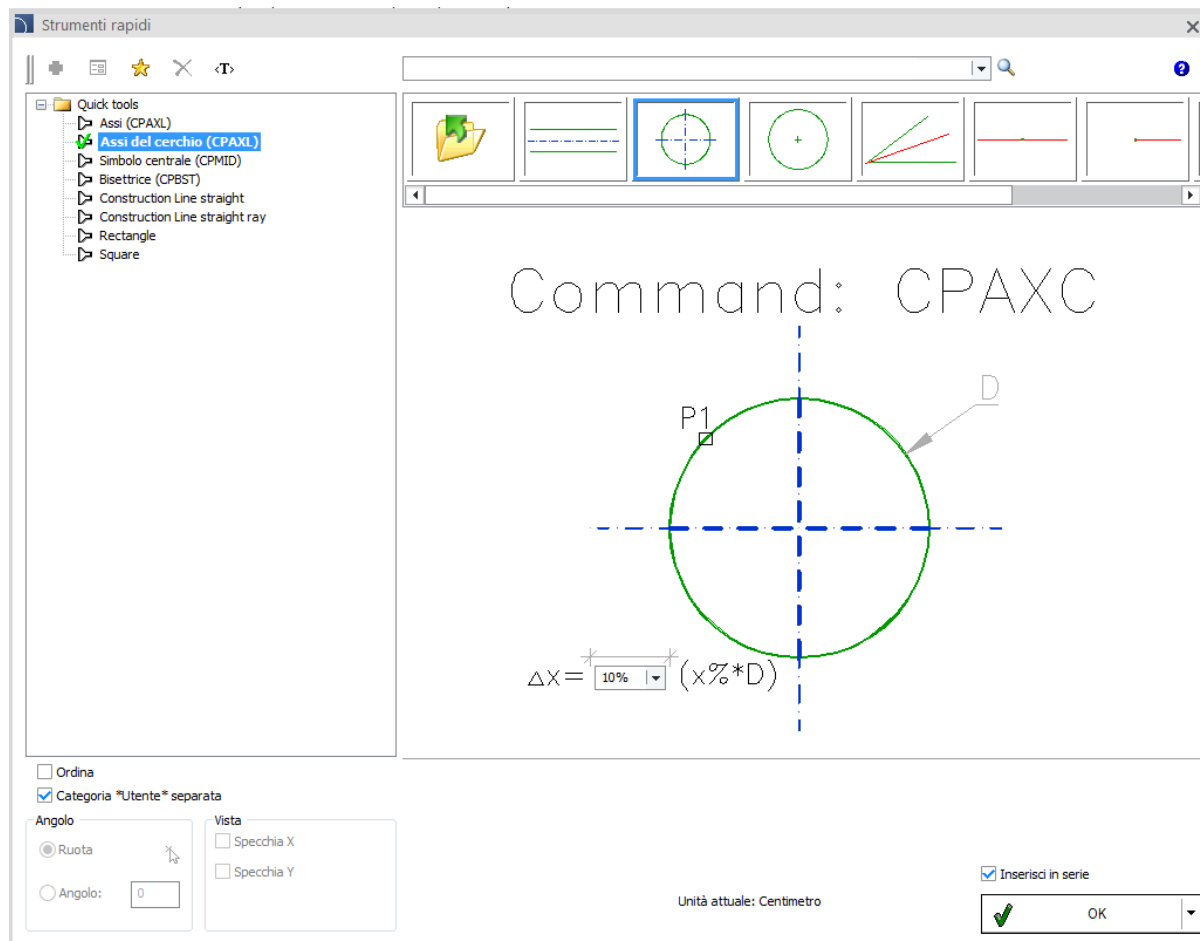 Strumenti rapidi
<T>
Quick tools
Assi (CPAXL)
Assi del cerchio (CPAXL)
Simbolo centrale (CPMID)
Bisettrice (CPBST)
Construction Line straight
Construction Line straight ray
Rectangle
Square
Command: CPAXC
D
P1
△X= 10% (x%*D)
Ordina
Categoria *Utente* separata
Angolo
Ruota
Angolo: 0
Vista
Specchia X
Specchia Y
Unità attuale: Centimetro
Inserisci in serie
OK